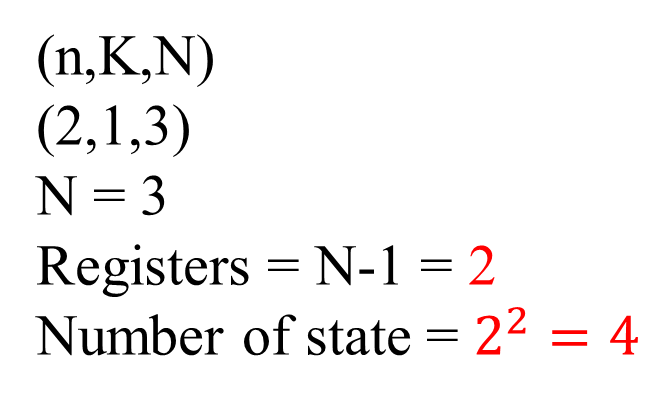 (n,K,N)
(2,1,3)
N = 3
Registers = N-1 = 2
Number of state = 2² = 4